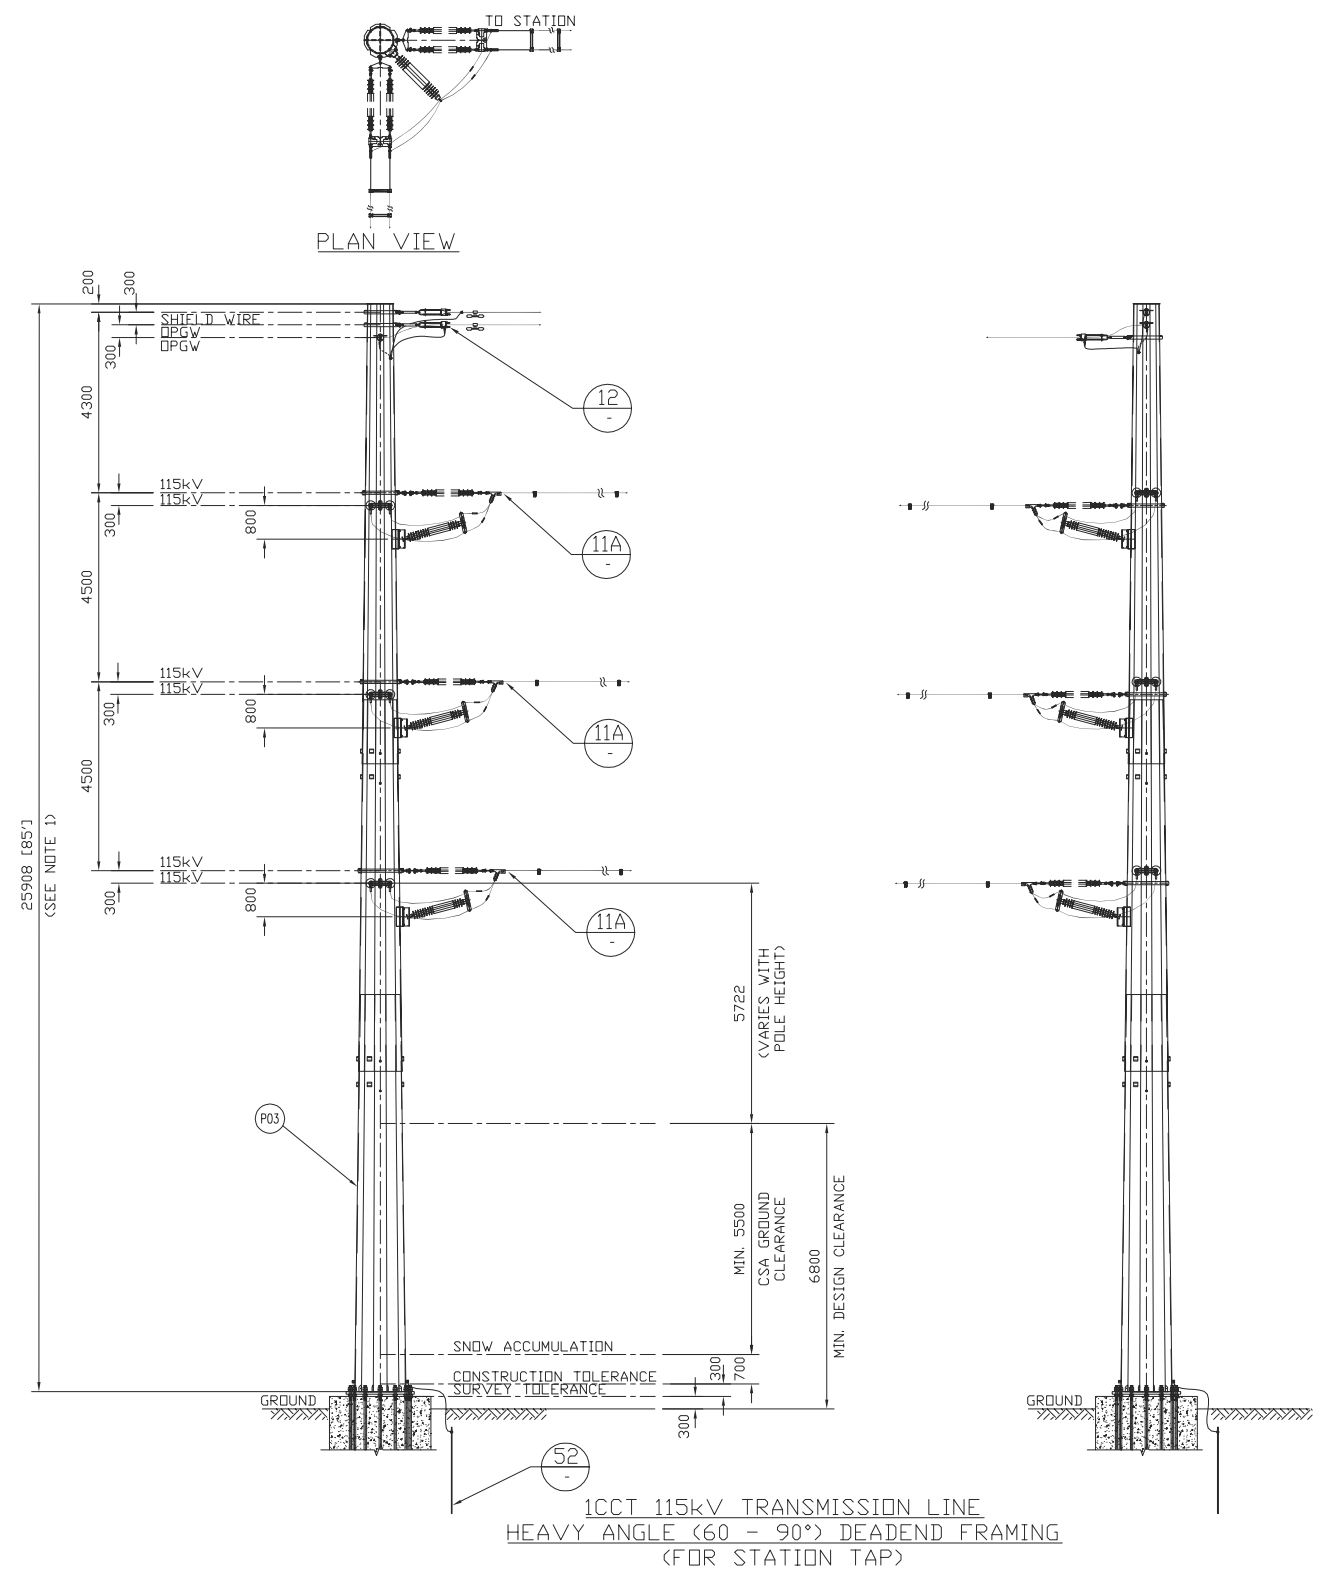 TO STATION
PLAN VIEW
200
300
SHIELD WIRE
OPGW
OPGW
300
4300
12
-
115kV
115kV
300
800
11A
-
4500
115kV
115kV
300
800
11A
-
4500
25908 [85']
(SEE NOTE 1)
115kV
115kV
300
800
11A
-
5722
(VARIES WITH
POLE HEIGHT)
P03
MIN. 5500
CSA GROUND
CLEARANCE
6800
MIN. DESIGN CLEARANCE
SNOW ACCUMULATION
CONSTRUCTION TOLERANCE
SURVEY TOLERANCE
300
700
300
GROUND
GROUND
52
-
1CCT 115kV TRANSMISSION LINE
HEAVY ANGLE (60 - 90°) DEADEND FRAMING
(FOR STATION TAP)